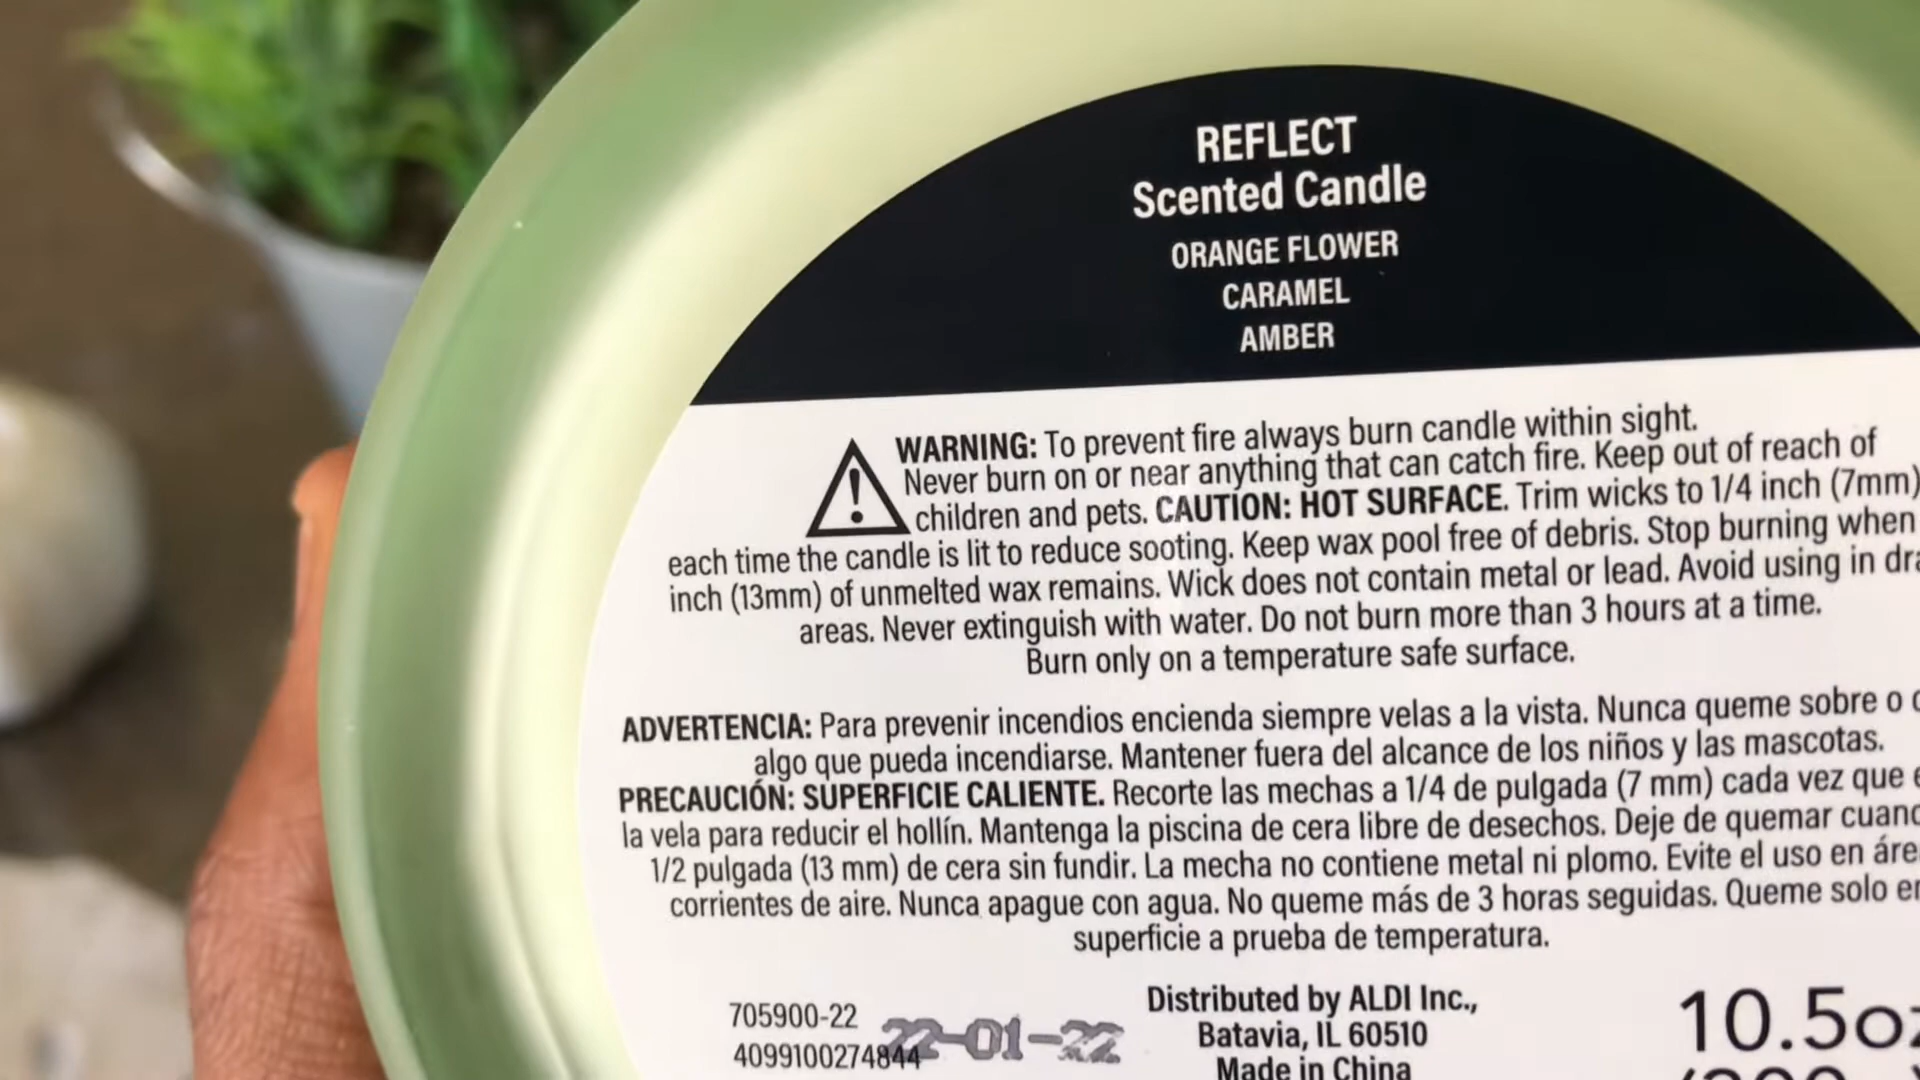 REFLECT
Scented Candle
ORANGE FLOWER
CARAMEL
AMBER
WARNING: To prevent fire always burn candle within sight.
Never burn on or near anything that can catch fire. Keep out of reach of
children and pets. CAUTION: HOT SURFACE. Trim wicks to 1/4 inch (7mm)
each time the candle is lit to reduce sooting. Keep wax pool free of debris. Stop burning when
inch (13mm) of unmelted wax remains. Wick does not contain metal or lead. Avoid using in
areas. Never extinguish with water. Do not burn more than 3 hours at a time.
Burn only on a temperature safe surface.
ADVERTENCIA: Para prevenir incendios encienda siempre velas a la vista. Nunca queme sobre o
algo que pueda incendiarse. Mantener fuera del alcance de los niños y las mascotas.
PRECAUCIÓN: SUPERFICIE CALIENTE. Recorte las mechas a 1/4 de pulgada (7 mm) cada vez que
la vela para reducir el hollín. Mantenga la piscina de cera libre de desechos. Deje de quemar
1/2 pulgada (13 mm) de cera sin fundir. La mecha no contiene metal ni plomo. Evite el uso en
corrientes de aire. Nunca apague con agua. No queme más de 3 horas seguidas. Queme solo
superficie a prueba de temperatura.
705900-22
4099100274844
22-01-22
Distributed by ALDI Inc.,
Batavia, IL 60510
Made in China
10.5oz